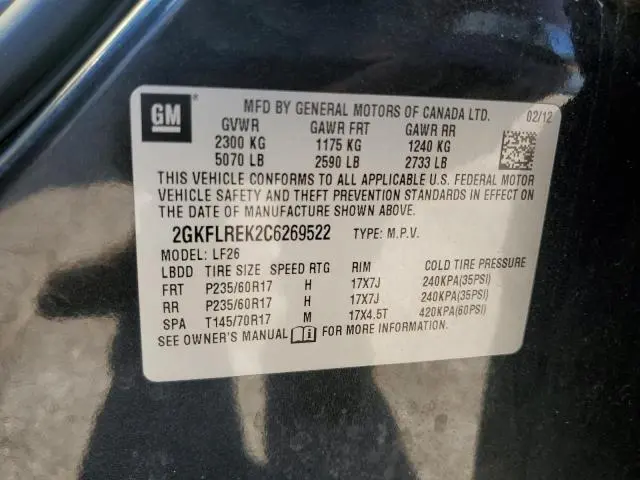 GM
MFD BY GENERAL MOTORS OF CANADA LTD. 02/12
GVWR GAWR FRT GAWR RR
2300 KG 1175 KG 1240 KG
5070 LB 2590 LB 2733 LB
THIS VEHICLE CONFORMS TO ALL APPLICABLE U.S. FEDERAL MOTOR
VEHICLE SAFETY AND THEFT PREVENTION STANDARDS IN EFFECT ON
THE DATE OF MANUFACTURE SHOWN ABOVE.
2GKFLREK2C6269522 TYPE: M.P.V.
MODEL: LF26
LBDD TIRE SIZE SPEED RTG RIM COLD TIRE PRESSURE
FRT P235/60R17 H 17X7J 240KPA(35PSI)
RR P235/60R17 H 17X7J 240KPA(35PSI)
SPA T145/70R17 M 17X4.5T 420KPA(60PSI)
SEE OWNER'S MANUAL FOR MORE INFORMATION.